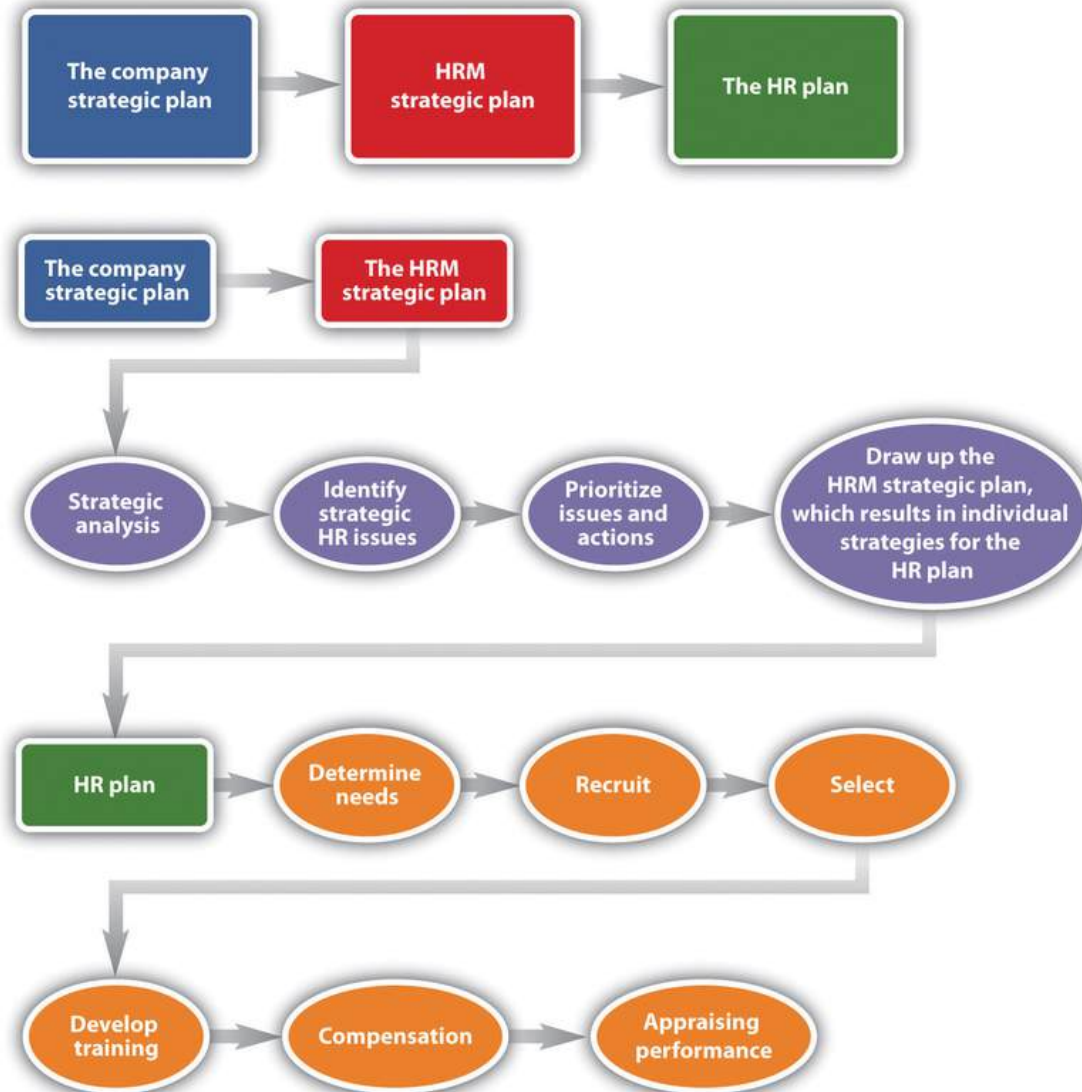 The company
strategic plan
HRM
strategic plan
The HR plan
The company
strategic plan
The HRM
strategic plan
Strategic
analysis
Identify
strategic
HR issues
Prioritize
issues and
actions
Draw up the
HRM strategic plan,
which results in individual
strategies for the
HR plan
HR plan
Determine
needs
Recruit
Select
Develop
training
Compensation
Appraising
performance